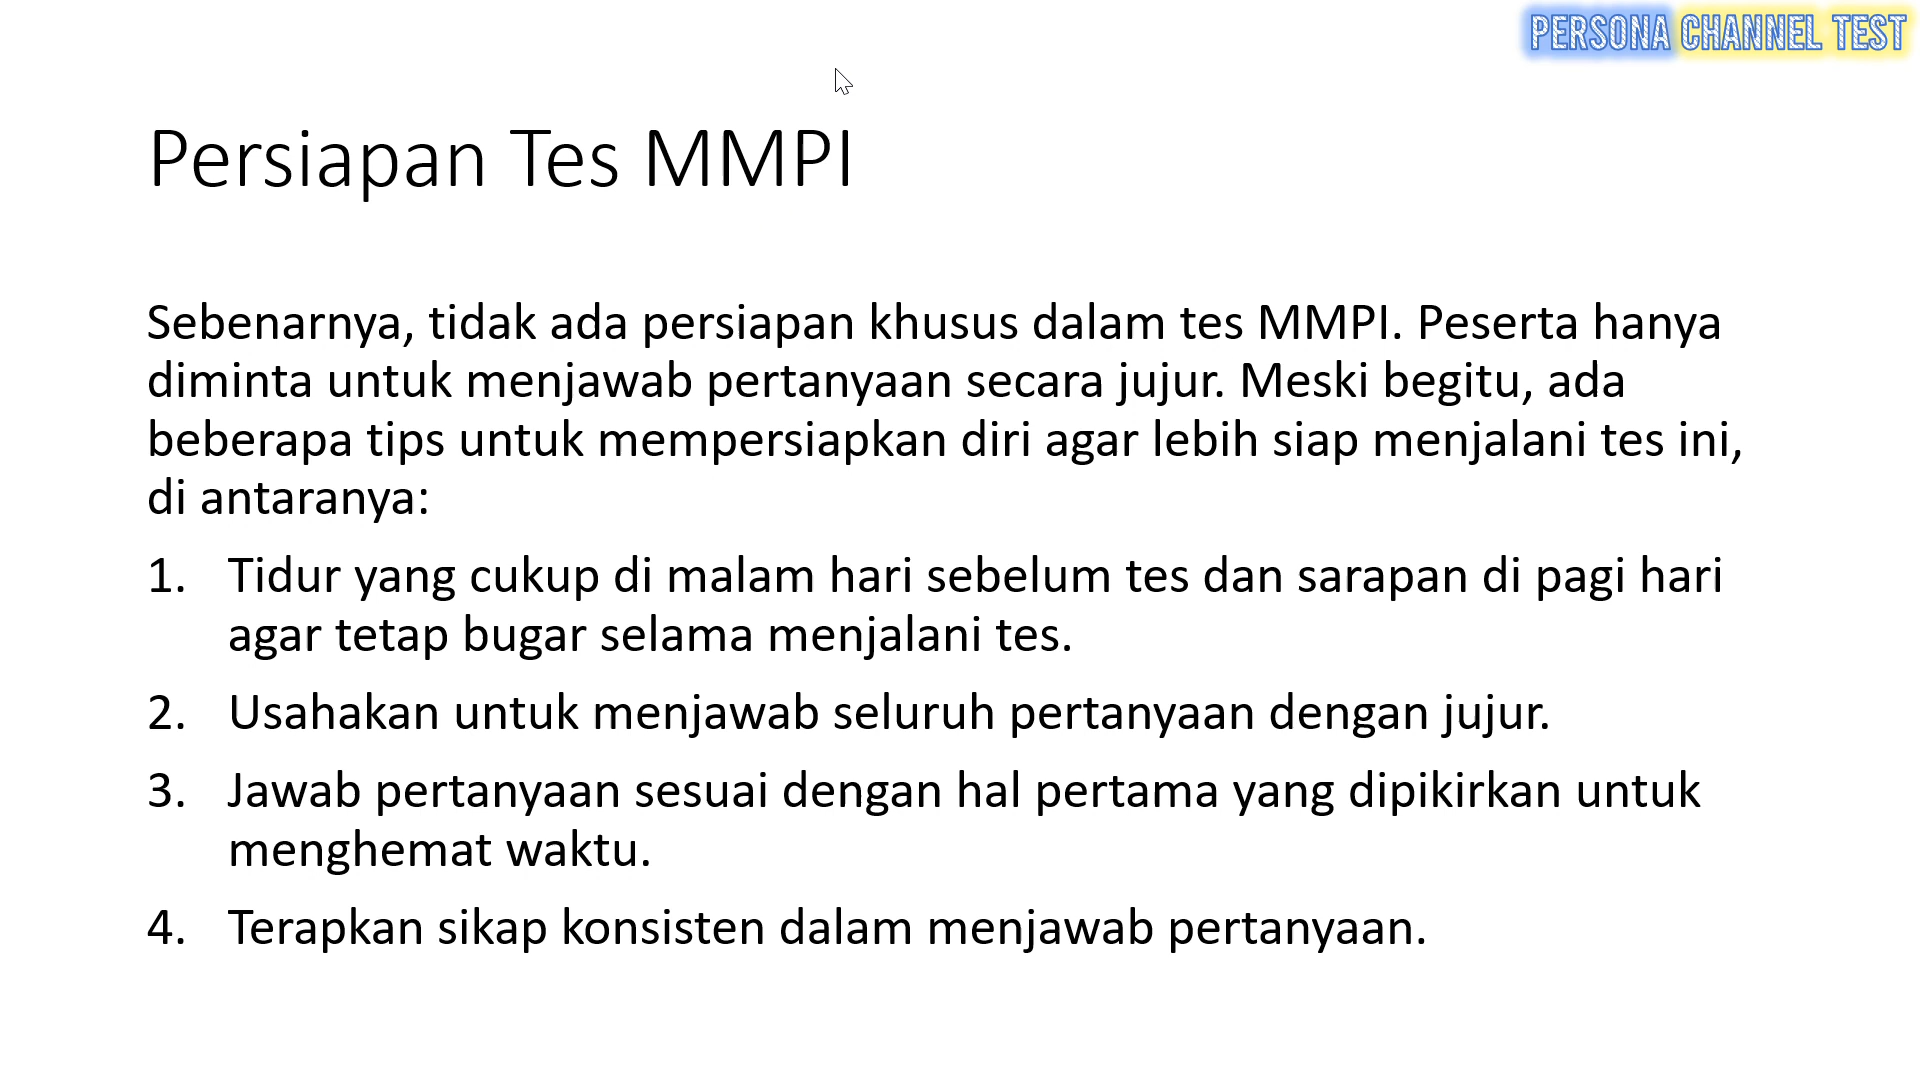 PERSONA CHANNEL TEST
Persiapan Tes MMPI
Sebenarnya, tidak ada persiapan khusus dalam tes MMPI. Peserta hanya
diminta untuk menjawab pertanyaan secara jujur. Meski begitu, ada
beberapa tips untuk mempersiapkan diri agar lebih siap menjalani tes ini,
di antaranya:
1. Tidur yang cukup di malam hari sebelum tes dan sarapan di pagi hari
agar tetap bugar selama menjalani tes.
2. Usahakan untuk menjawab seluruh pertanyaan dengan jujur.
3. Jawab pertanyaan sesuai dengan hal pertama yang dipikirkan untuk
menghemat waktu.
4. Terapkan sikap konsisten dalam menjawab pertanyaan.